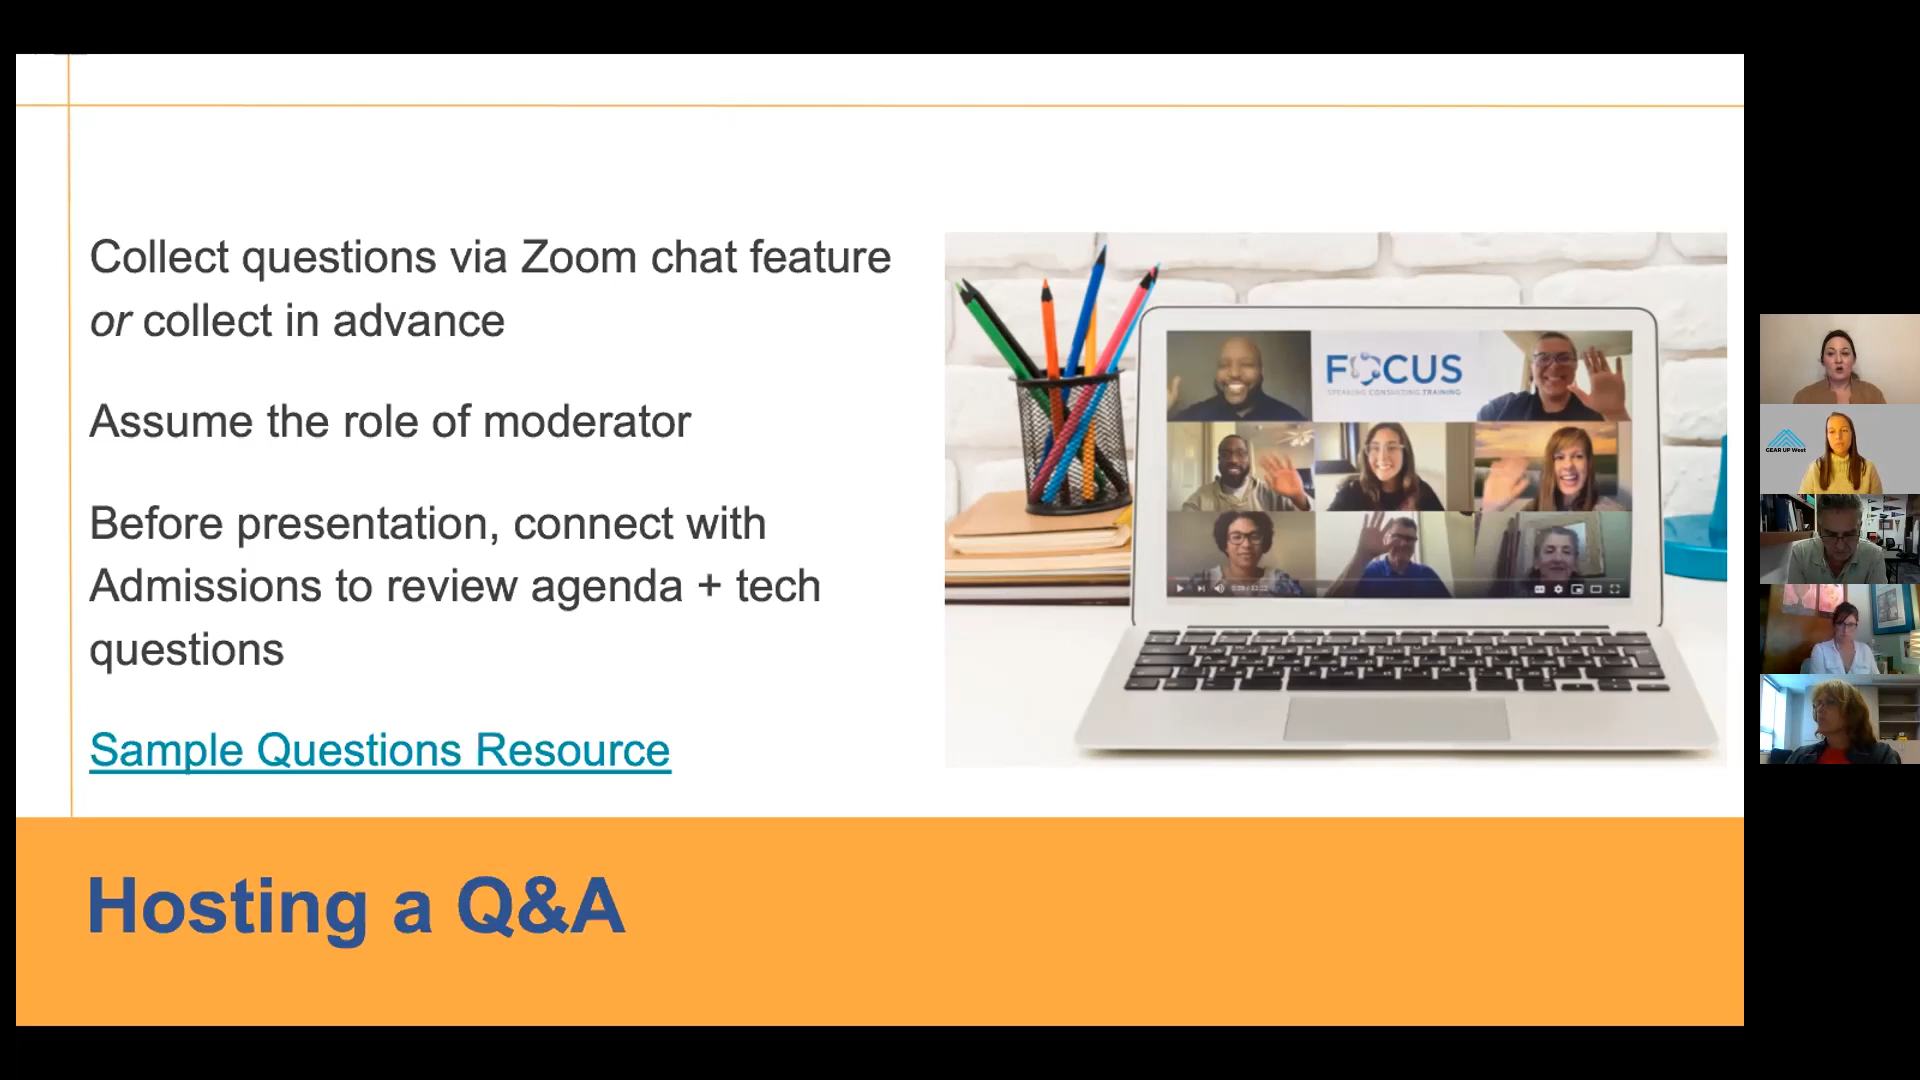 Collect questions via Zoom chat feature
or collect in advance
Assume the role of moderator
Before presentation, connect with
Admissions to review agenda + tech
questions
Sample Questions Resource
Hosting a Q&A
FOCUS
SPEAKING CONSULTING TRAINING
GEAR UP West